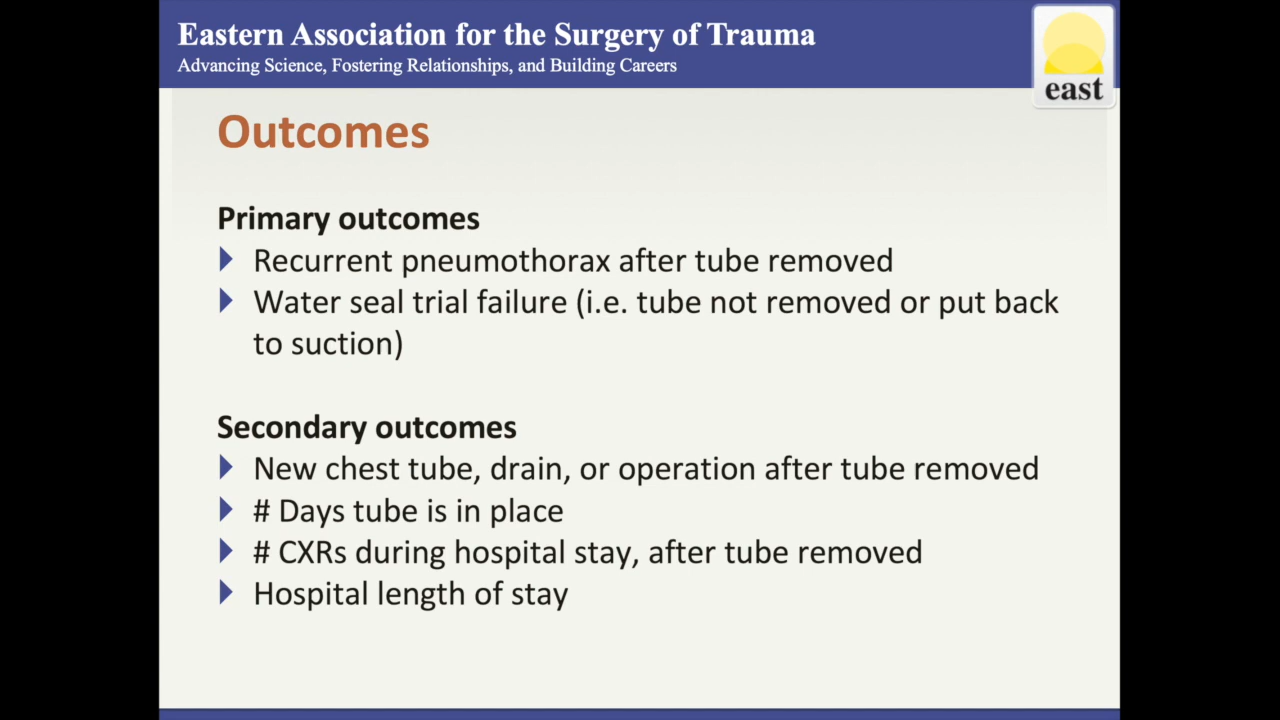 Eastern Association for the Surgery of Trauma
Advancing Science, Fostering Relationships, and Building Careers
east
Outcomes
Primary outcomes
Recurrent pneumothorax after tube removed
Water seal trial failure (i.e. tube not removed or put back
to suction)
Secondary outcomes
New chest tube, drain, or operation after tube removed
# Days tube is in place
# CXRs during hospital stay, after tube removed
Hospital length of stay